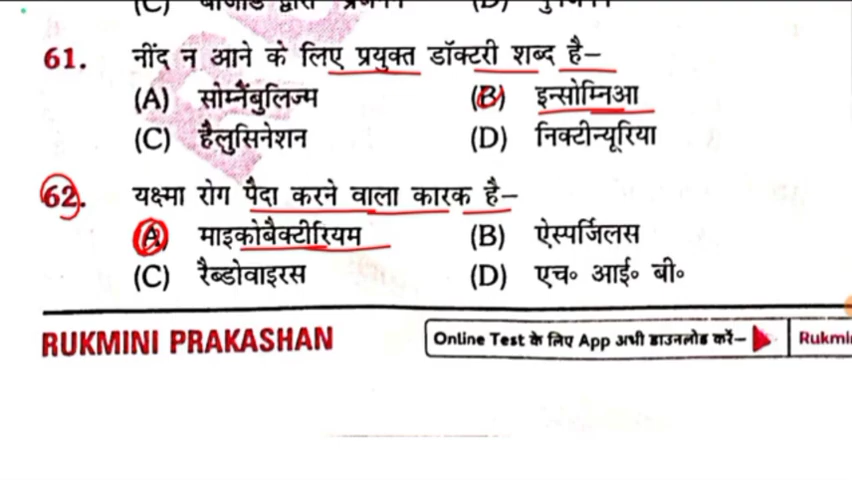 (C)
(D)
61. नींद न आने के लिए प्रयुक्त डॉक्टरी शब्द है–
(A) सोम्नैंबुलिज्म
(B) इन्सोम्निआ
(C) हैलुसिनेशन
(D) निक्टीन्यूरिया
62. यक्ष्मा रोग पैदा करने वाला कारक है–
(A) माइकोबैक्टीरियम
(B) ऐस्पर्जिलस
(C) रैब्डोवाइरस
(D) एच॰ आई॰ बी॰
RUKMINI PRAKASHAN
Online Test के लिए App अभी डाउनलोड करें–